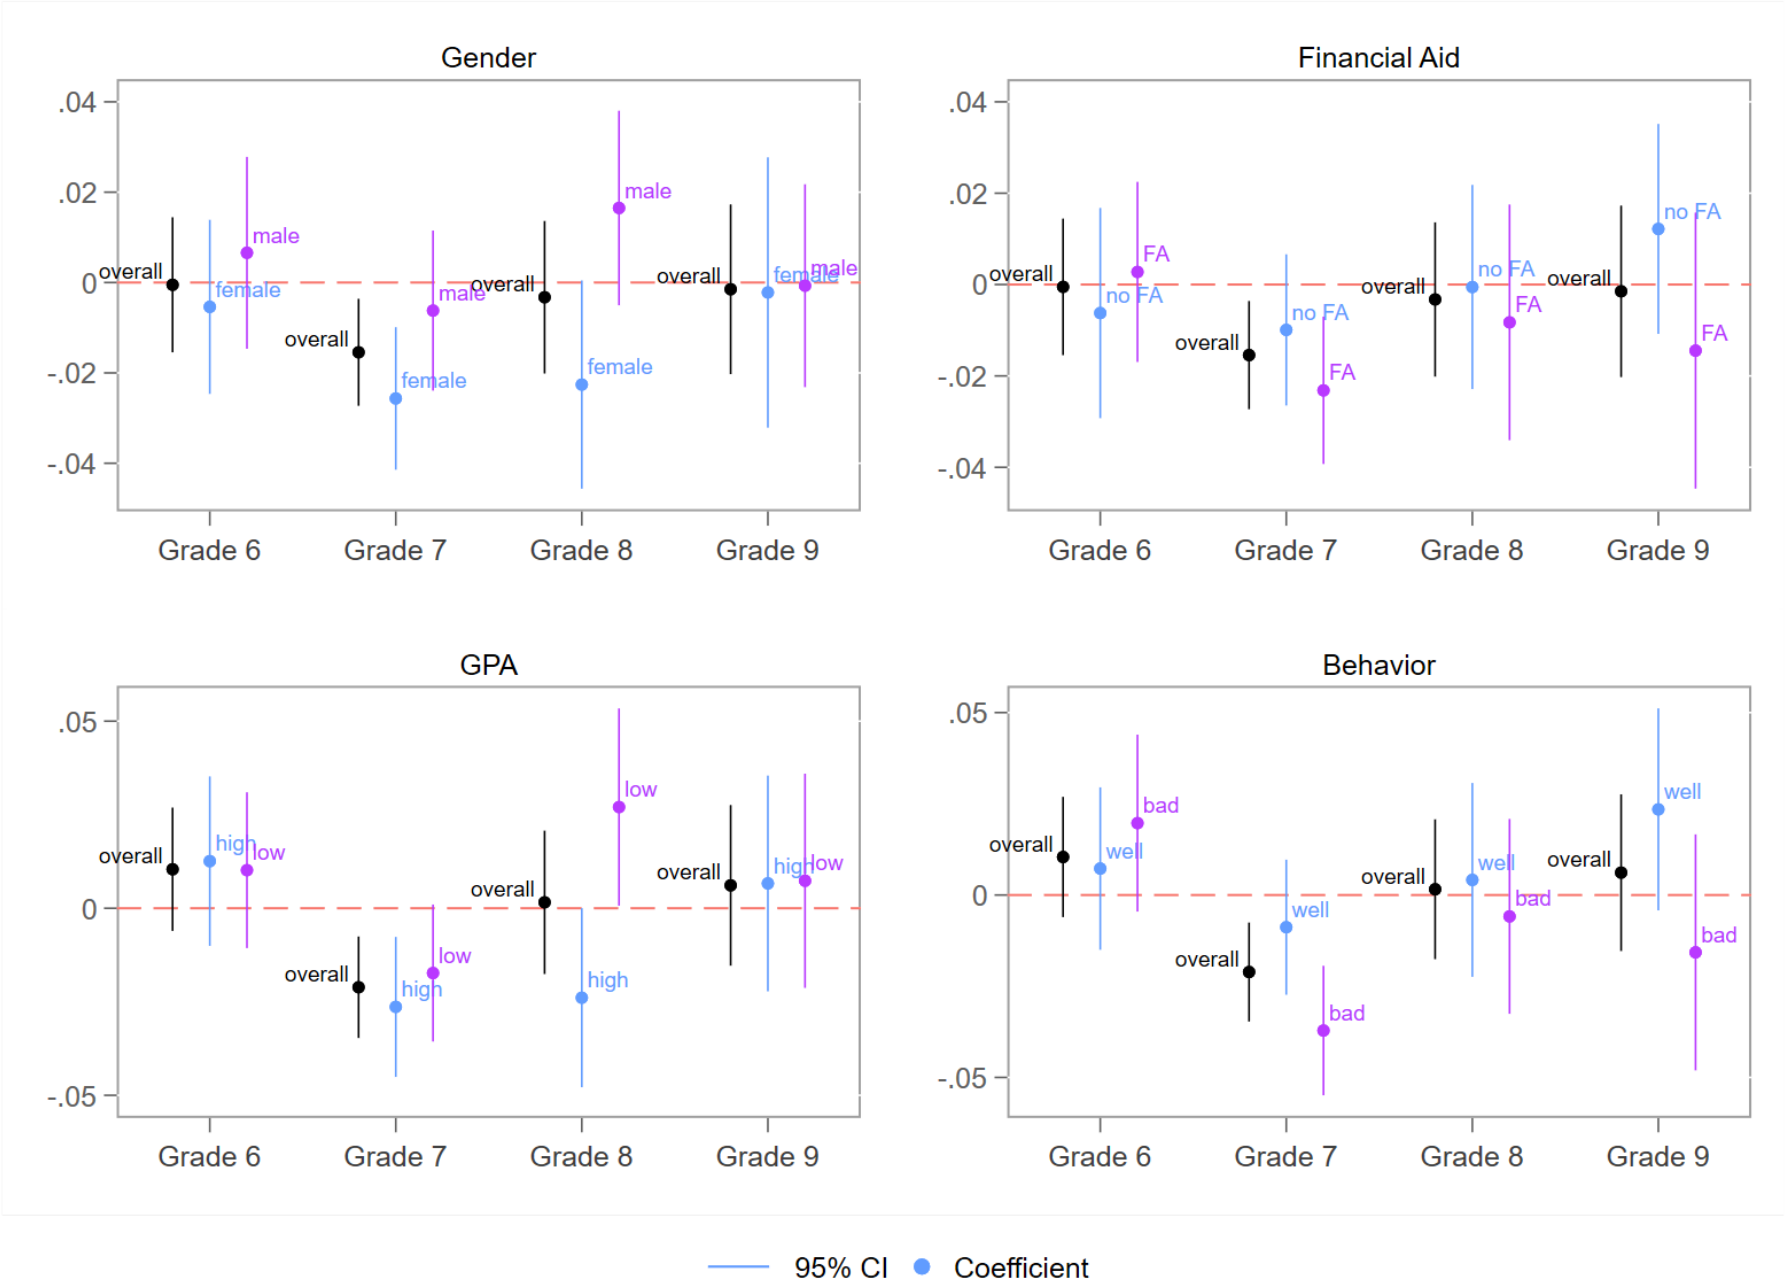 Gender
.04
.02
0
-.02
-.04
overall
female
male
overall
female
male
overall
female
male
overall
female
male
Grade 6 Grade 7 Grade 8 Grade 9
Financial Aid
.04
.02
0
-.02
-.04
overall
no FA
FA
overall
no FA
FA
overall
no FA
FA
overall
no FA
FA
Grade 6 Grade 7 Grade 8 Grade 9
GPA
.05
0
-.05
overall
high
low
overall
high
low
overall
high
low
overall
high
low
Grade 6 Grade 7 Grade 8 Grade 9
Behavior
.05
0
-.05
overall
well
bad
overall
well
bad
overall
well
bad
overall
well
bad
Grade 6 Grade 7 Grade 8 Grade 9
95% CI Coefficient